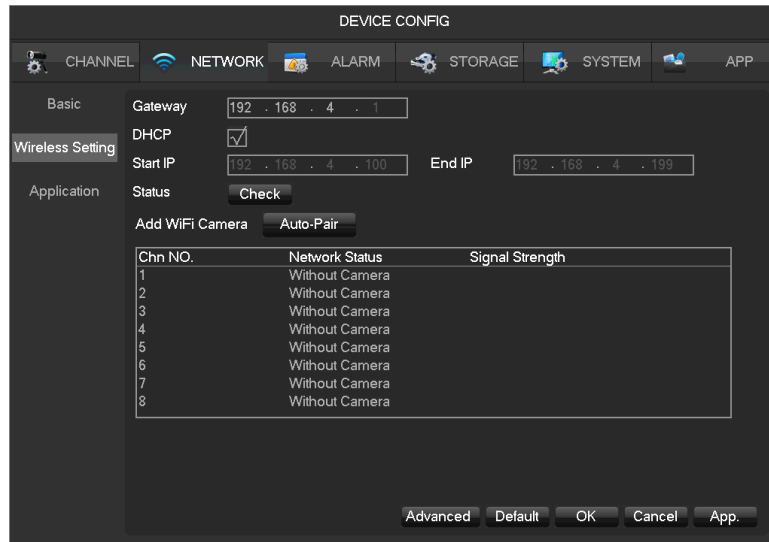 DEVICE CONFIG
CHANNEL NETWORK ALARM STORAGE SYSTEM APP
Basic
Wireless Setting
Application
Gateway 192 . 168 . 4 . 1
DHCP
Start IP 192 . 168 . 4 . 100 End IP 192 . 168 . 4 . 199
Status Check
Add WiFi Camera Auto-Pair
Chn NO. Network Status Signal Strength
1 Without Camera
2 Without Camera
3 Without Camera
4 Without Camera
5 Without Camera
6 Without Camera
7 Without Camera
8 Without Camera
Advanced Default OK Cancel App.